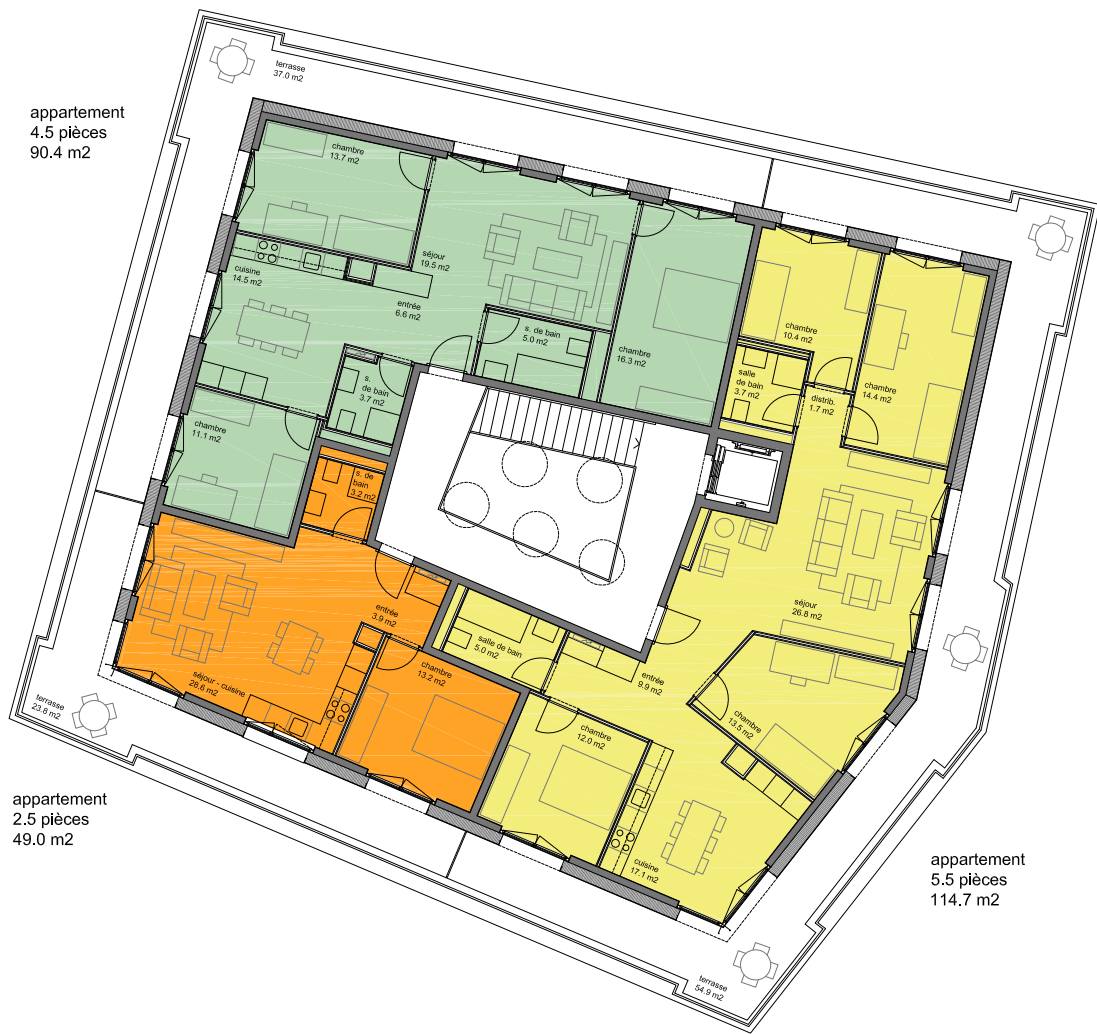 terrasse
37.0 m2
appartement
4.5 pièces
90.4 m2
chambre
13.7 m2
séjour
19.5 m2
cuisine
14.5 m2
entrée
6.6 m2
s. de bain
5.0 m2
chambre
16.3 m2
s.
de bain
3.7 m2
chambre
11.1 m2
chambre
10.4 m2
salle
de bain
3.7 m2
distrib.
1.7 m2
chambre
14.4 m2
s. de
bain
3.2 m2
entrée
3.9 m2
séjour - cuisine
28.6 m2
chambre
13.2 m2
terrasse
23.8 m2
salle de bain
5.0 m2
entrée
9.9 m2
séjour
26.8 m2
chambre
13.5 m2
chambre
12.0 m2
cuisine
17.1 m2
appartement
2.5 pièces
49.0 m2
appartement
5.5 pièces
114.7 m2
terrasse
54.9 m2